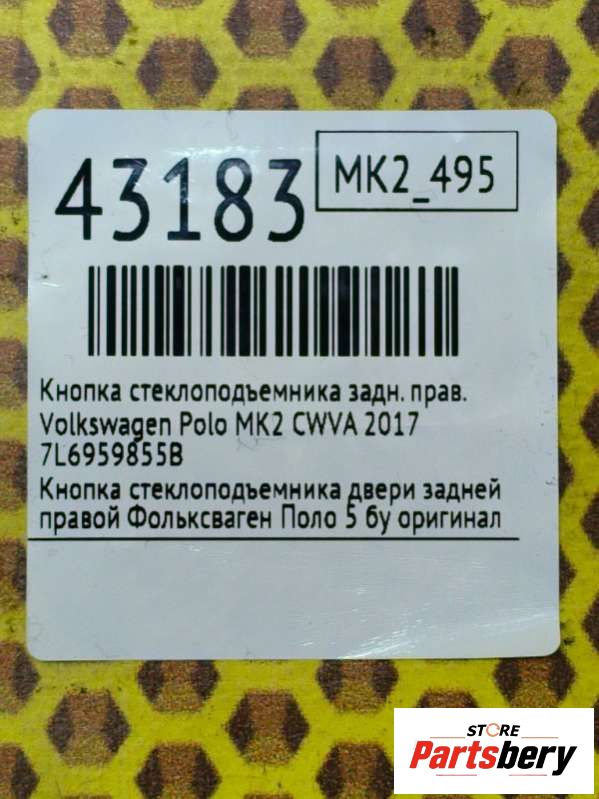 43183
MK2_495
Кнопка стеклоподъемника задн. прав.
Volkswagen Polo MK2 CWVA 2017
7L6959855B
Кнопка стеклоподъемника двери задней
правой Фольксваген Поло 5 бу оригинал
STORE
Partsbery